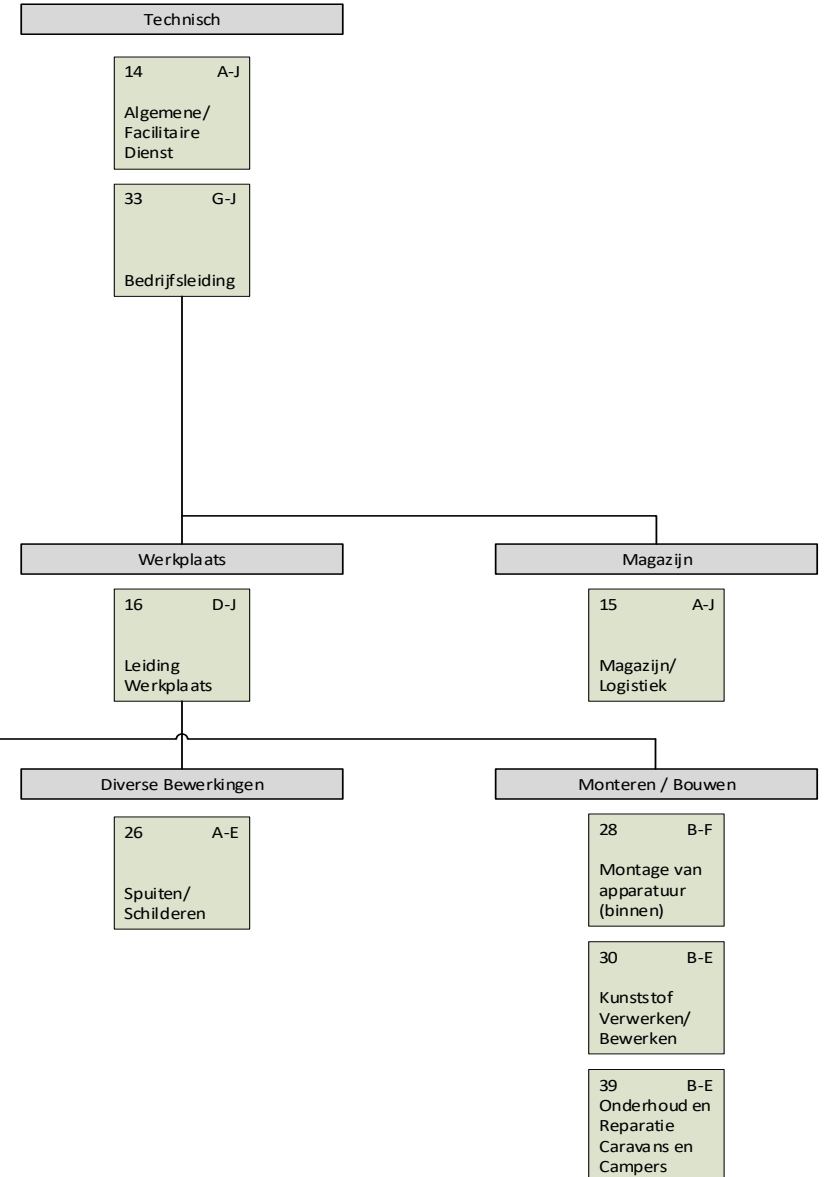 Technisch
14 A-J
Algemene/
Facilitaire
Dienst
33 G-J
Bedrijfsleiding
Werkplaats
Magazijn
16 D-J
Leiding
Werkplaats
15 A-J
Magazijn/
Logistiek
Diverse Bewerkingen
Monteren / Bouwen
26 A-E
Spuiten/
Schilderen
28 B-F
Montage van
apparatuur
(binnen)
30 B-E
Kunststof
Verwerken/
Bewerken
39 B-E
Onderhoud en
Reparatie
Caravans en
Campers